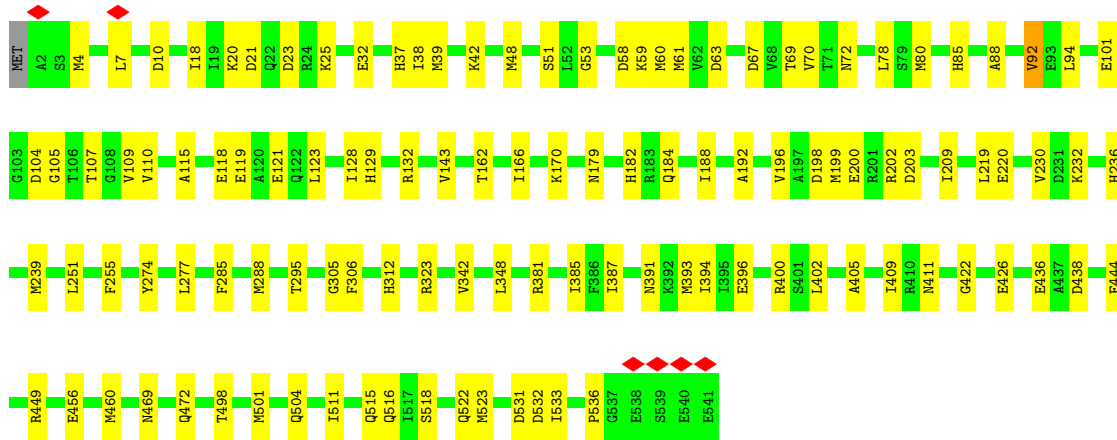 MET A2 S3 M4 L7 D10 I18 I19 K20 D21 Q22 D23 R24 K25 E32 H37 I38 M39 K42 M48 S51 L52 G53 D58 K59 M60 M61 V62 D63 D67 V68 T69 V70 T71 N72 L78 S79 M80 H85 A88 V92 E93 L94 E101
G103 D104 G105 T106 T107 G108 V109 V110 A115 E118 E119 A120 E121 Q122 L123 I128 H129 R132 V143 T162 I166 K170 N179 H182 R183 Q184 I188 A192 V196 A197 D198 M199 E200 R201 R202 D203 I209 L219 E220 V230 D231 K232 H236
M239 L251 F255 Y274 L277 F285 M288 T295 G305 F306 H312 R323 V342 L348 R381 I385 F386 I387 N391 K392 M393 I394 I395 E396 R400 S401 L402 A405 I409 R410 N411 G422 E426 E436 A437 D438 E444
R449 E456 M460 N469 Q472 T498 M501 Q504 I511 Q515 Q516 I517 S518 Q522 M523 D531 D532 I533 P536 G537 E538 S539 E540 E541